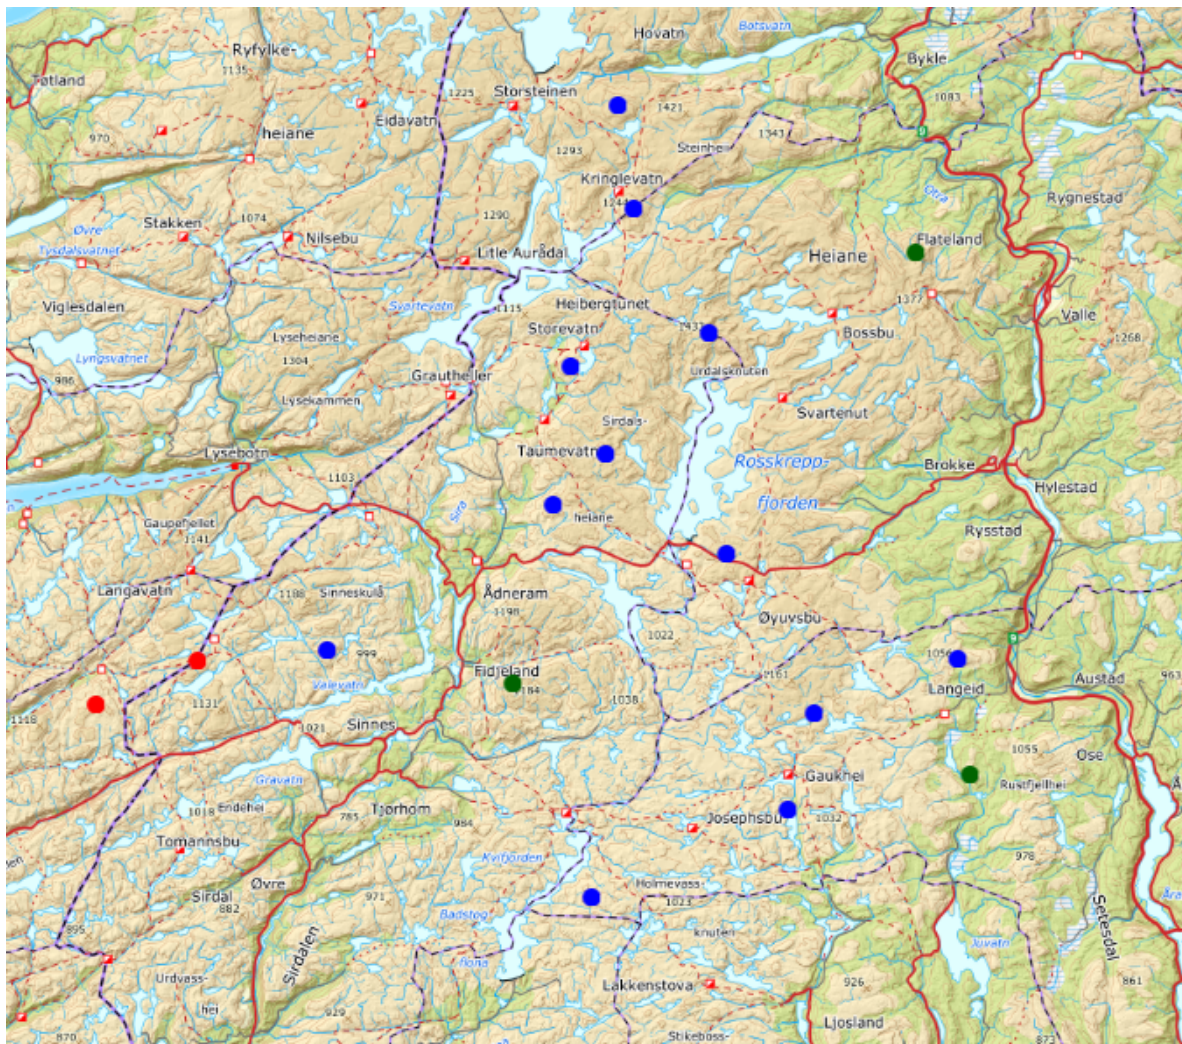 Hovatn
Botsvatn
Ryfylke-
Bykle
1135
Tøtland
Storsteinen
1225
1083
Eidavatn
1421
970
heiane
1343
9
1293
Steinheii
Kringlevatn
Otra
Rygnestad
1244
Øvre
Stakken
1074
1290
Nilsebu
Flateland
Tysdalsvatnet
Litle Aurådal
Heiane
Viglesdalen
Svartevatn
1115
Heibergtunet
1377
Valle
Lyseheiane
Storevatn
1431
Bossbu
1268
Lyngsvatnet
1304
986
Grautheller
Urdalsknuten
Lysekammen
Svartenut
Sirdals-
Lysebotn
Taumevatn
Rosskrepp-
Brokke
1103
Hylestad
fjorden
Sira
heiane
Gaupefjellet
Rysstad
1141
Langavatn
1188
Sinneskulå
Ådneram
1198
Øyuvsbu
1022
9
999
1056
Fidjeland
1161
Austad
963
Valevatn
1184
Langeid
1118
1131
1038
1021
Sinnes
1055
Ose
Gravatn
Gaukhei
Rustfjellhei
Endehei
1018
Tjørhom
785
984
Josephsbu
1032
Tomannsbu
Kvifjorden
978
Øvre
Sirdal
971
Holmevass-
882
1023
Badstog
Setesdal
895
knuten
Juvatn
Sirdalen
Urdvass-
Lakkenstova
926
861
hei
929
Ljosland
870
Stikeboss-
873